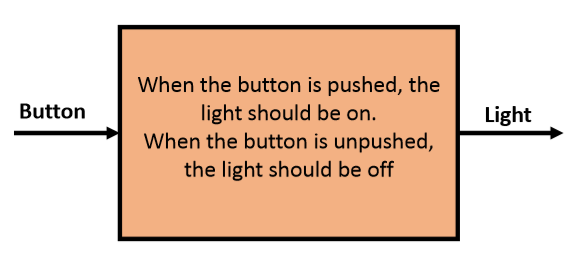 Button
When the button is pushed, the
light should be on.
When the button is unpushed,
the light should be off
Light